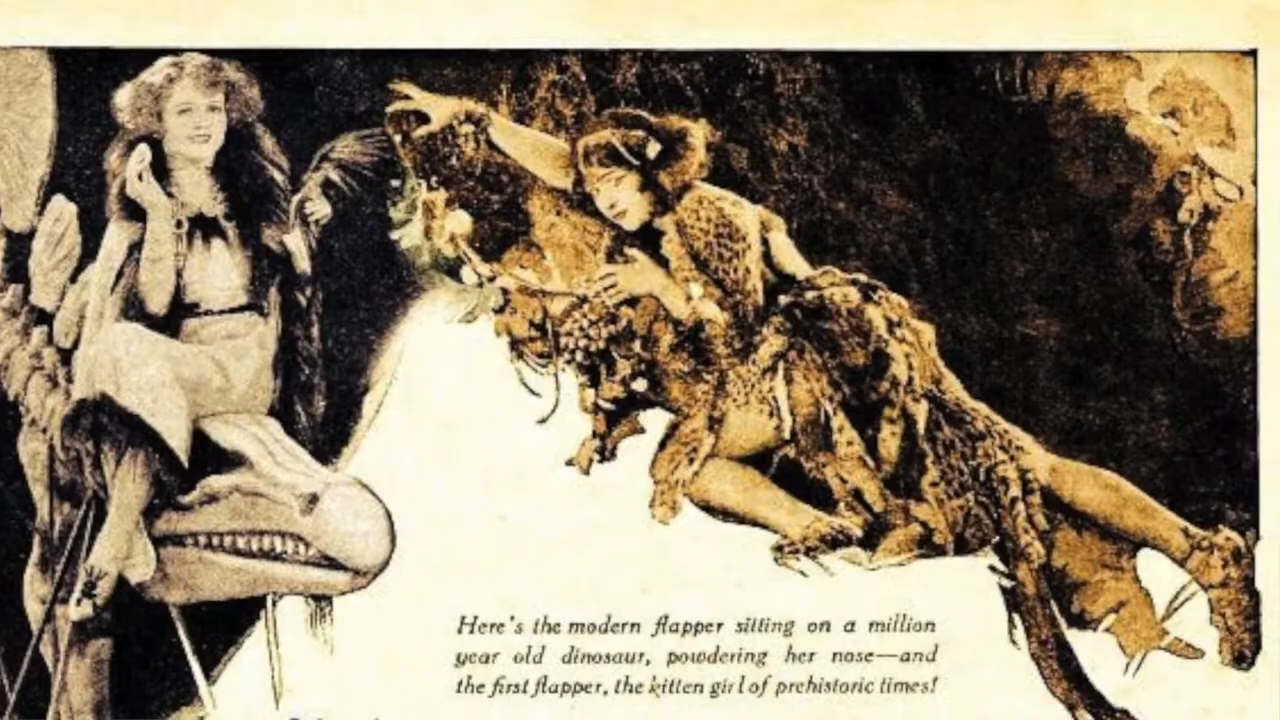 Here's the modern flapper sitting on a million
year old dinosaur, powdering her nose—and
the first flapper, the kitten girl of prehistoric times!